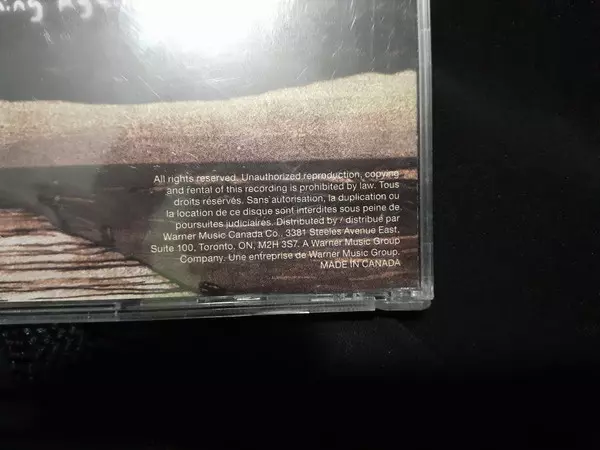 All rights reserved. Unauthorized reproduction, copying
and rental of this recording is prohibited by law. Tous
droits réservés. Sans autorisation, la duplication ou
la location de ce disque sont interdites sous peine de
poursuites judiciaires. Distributed by / distribué par
Warner Music Canada Co., 3381 Steeles Avenue East,
Suite 100, Toronto, ON, M2H 3S7. A Warner Music Group
Company. Une entreprise de Warner Music Group.
MADE IN CANADA